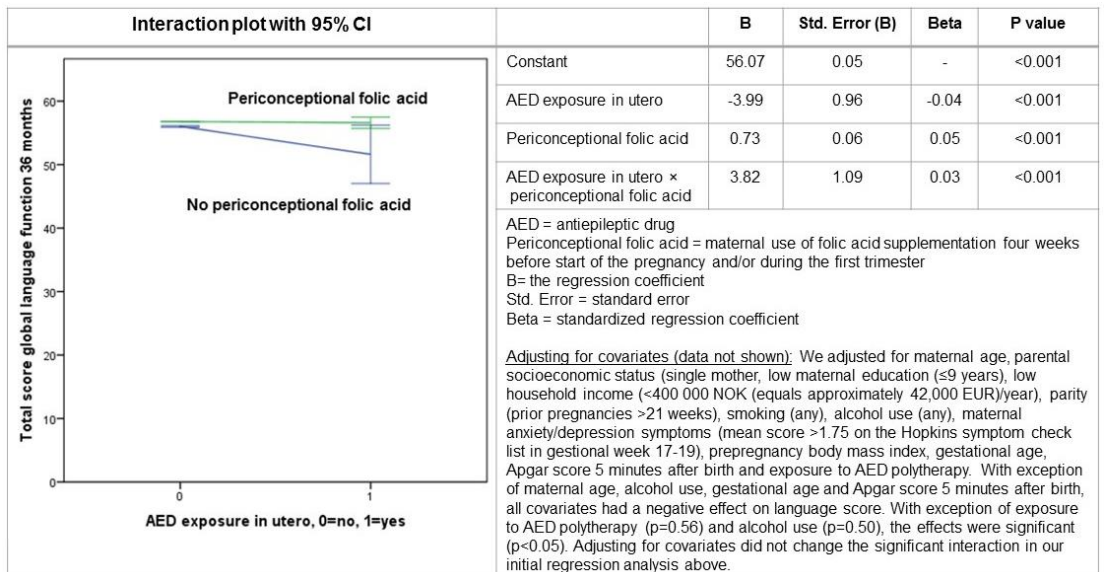 Interaction plot with 95% CI
B Std. Error (B) Beta P value
Constant 56.07 0.05 - <0.001
AED exposure in utero -3.99 0.96 -0.04 <0.001
Periconceptional folic acid 0.73 0.06 0.05 <0.001
AED exposure in utero × 3.82 1.09 0.03 <0.001
periconceptional folic acid
Total score global language function 36 months
60
50
40
30
20
10
0
Periconceptional folic acid
No periconceptional folic acid
0 1
AED exposure in utero, 0=no, 1=yes
AED = antiepileptic drug
Periconceptional folic acid = maternal use of folic acid supplementation four weeks
before start of the pregnancy and/or during the first trimester
B= the regression coefficient
Std. Error = standard error
Beta = standardized regression coefficient
Adjusting for covariates (data not shown): We adjusted for maternal age, parental
socioeconomic status (single mother, low maternal education (≤9 years), low
household income (<400 000 NOK (equals approximately 42,000 EUR)/year), parity
(prior pregnancies >21 weeks), smoking (any), alcohol use (any), maternal
anxiety/depression symptoms (mean score >1.75 on the Hopkins symptom check
list in gestional week 17-19), prepregnancy body mass index, gestational age,
Apgar score 5 minutes after birth and exposure to AED polytherapy. With exception
of maternal age, alcohol use, gestational age and Apgar score 5 minutes after birth,
all covariates had a negative effect on language score. With exception of exposure
to AED polytherapy (p=0.56) and alcohol use (p=0.50), the effects were significant
(p<0.05). Adjusting for covariates did not change the significant interaction in our
initial regression analysis above.